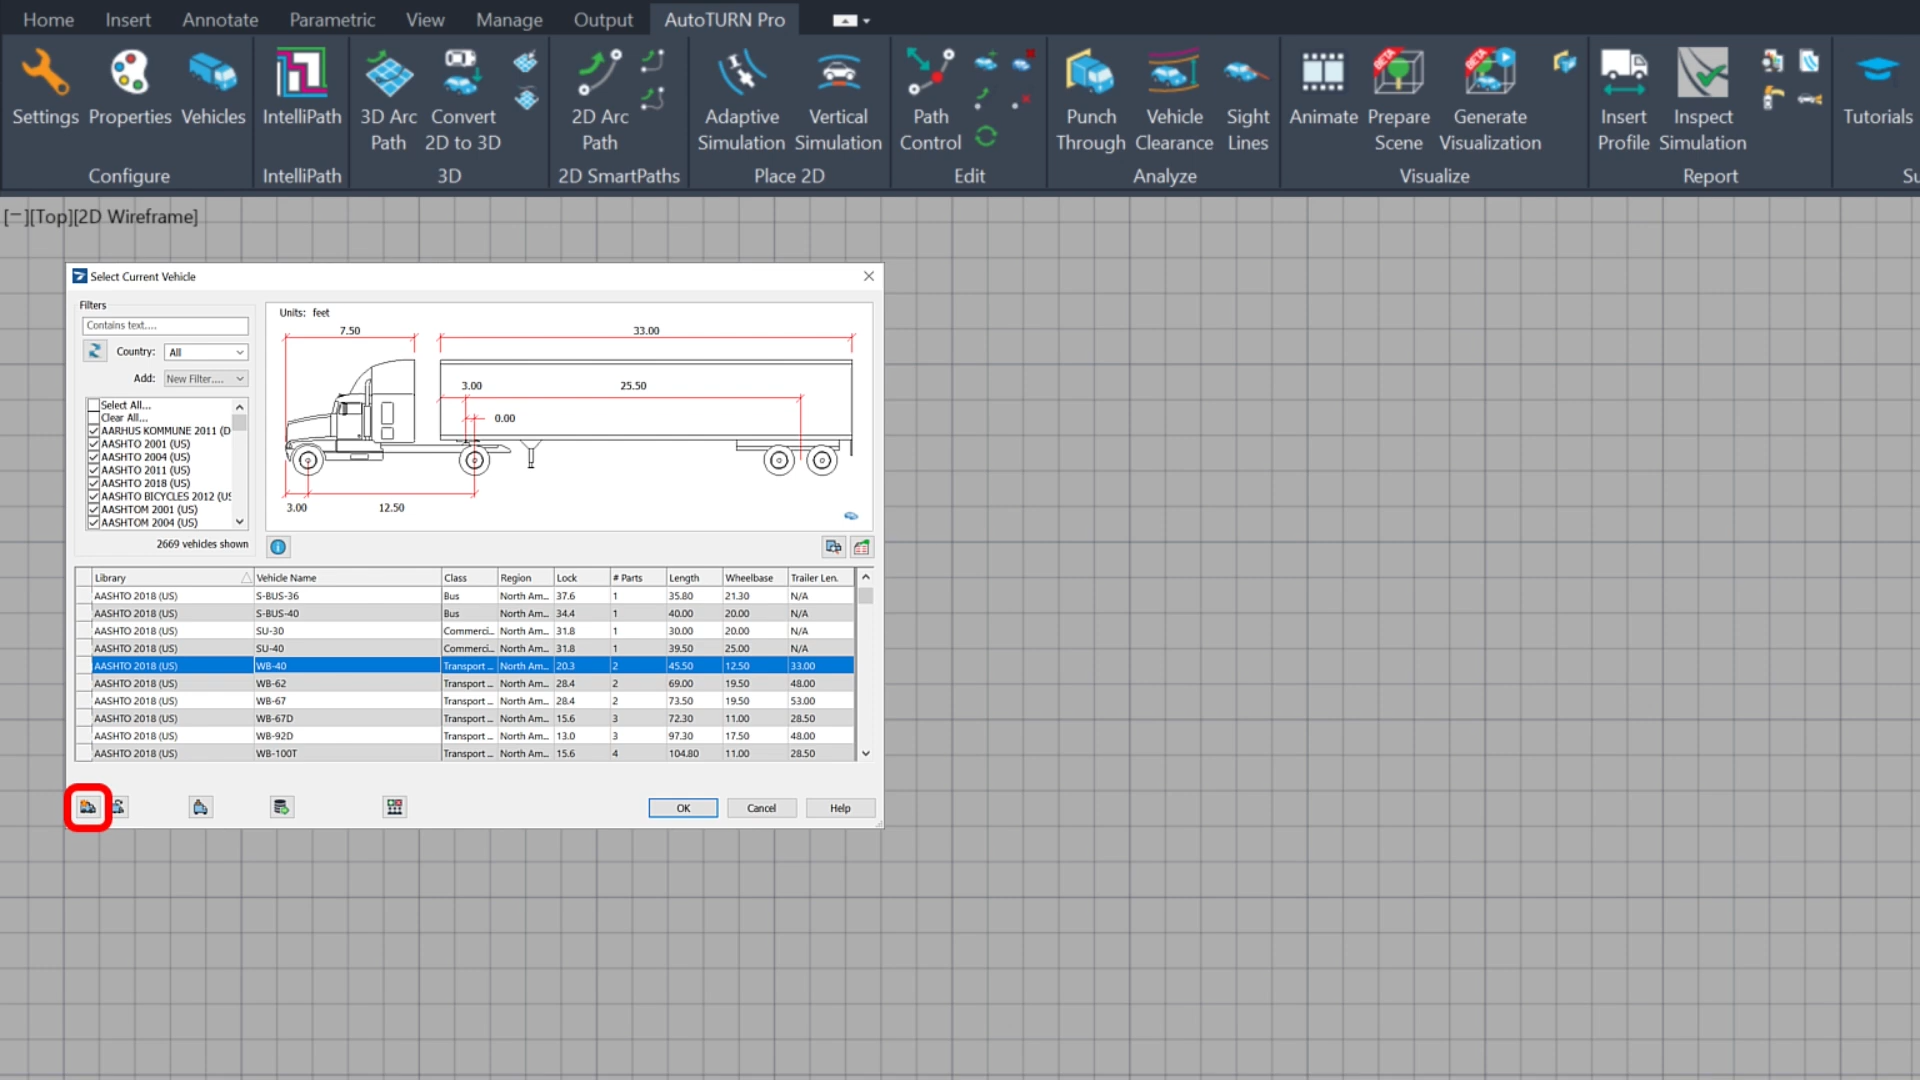 Home Insert Annotate Parametric View Manage Output AutoTURN Pro
Settings Properties Vehicles IntelliPath 3D Arc Path Convert 2D to 3D 2D Arc Path Adaptive Simulation Vertical Simulation Path Control Punch Through Vehicle Clearance Sight Lines Animate BETA Prepare Scene BETA Generate Visualization Insert Profile Inspect Simulation Tutorials
Configure IntelliPath 3D 2D SmartPaths Place 2D Edit Analyze Visualize Report Su
[−][Top][2D Wireframe]
Select Current Vehicle
Filters
Contains text....
Country: All
Add: New Filter....
Select All...
Clear All...
AARHUS KOMMUNE 2011 (D
AASHTO 2001 (US)
AASHTO 2004 (US)
AASHTO 2011 (US)
AASHTO 2018 (US)
AASHTO BICYCLES 2012 (US
AASHTOM 2001 (US)
AASHTOM 2004 (US)
2669 vehicles shown
Units: feet
7.50 33.00
3.00 25.50
0.00
3.00 12.50
Library Vehicle Name Class Region Lock # Parts Length Wheelbase Trailer Len.
AASHTO 2018 (US) S-BUS-36 Bus North Am... 37.6 1 35.80 21.30 N/A
AASHTO 2018 (US) S-BUS-40 Bus North Am... 34.4 1 40.00 20.00 N/A
AASHTO 2018 (US) SU-30 Commerci... North Am... 31.8 1 30.00 20.00 N/A
AASHTO 2018 (US) SU-40 Commerci... North Am... 31.8 1 39.50 25.00 N/A
AASHTO 2018 (US) WB-40 Transport ... North Am... 20.3 2 45.50 12.50 33.00
AASHTO 2018 (US) WB-62 Transport ... North Am... 28.4 2 69.00 19.50 48.00
AASHTO 2018 (US) WB-67 Transport ... North Am... 28.4 2 73.50 19.50 53.00
AASHTO 2018 (US) WB-67D Transport ... North Am... 15.6 3 72.30 11.00 28.50
AASHTO 2018 (US) WB-92D Transport ... North Am... 13.0 3 97.30 17.50 48.00
AASHTO 2018 (US) WB-100T Transport ... North Am... 15.6 4 104.80 11.00 28.50
OK Cancel Help